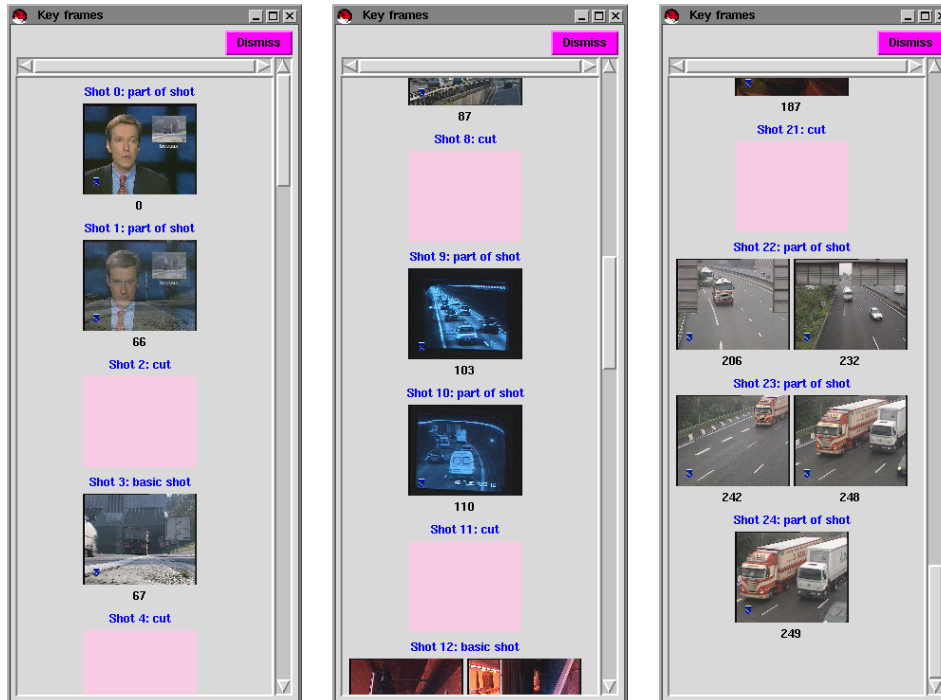 Key frames
Dismiss
Shot 0: part of shot
0
Shot 1: part of shot
66
Shot 2: cut
Shot 3: basic shot
67
Shot 4: cut
Key frames
Dismiss
87
Shot 8: cut
Shot 9: part of shot
103
Shot 10: part of shot
110
Shot 11: cut
Shot 12: basic shot
Key frames
Dismiss
187
Shot 21: cut
Shot 22: part of shot
206 232
Shot 23: part of shot
242 248
Shot 24: part of shot
249